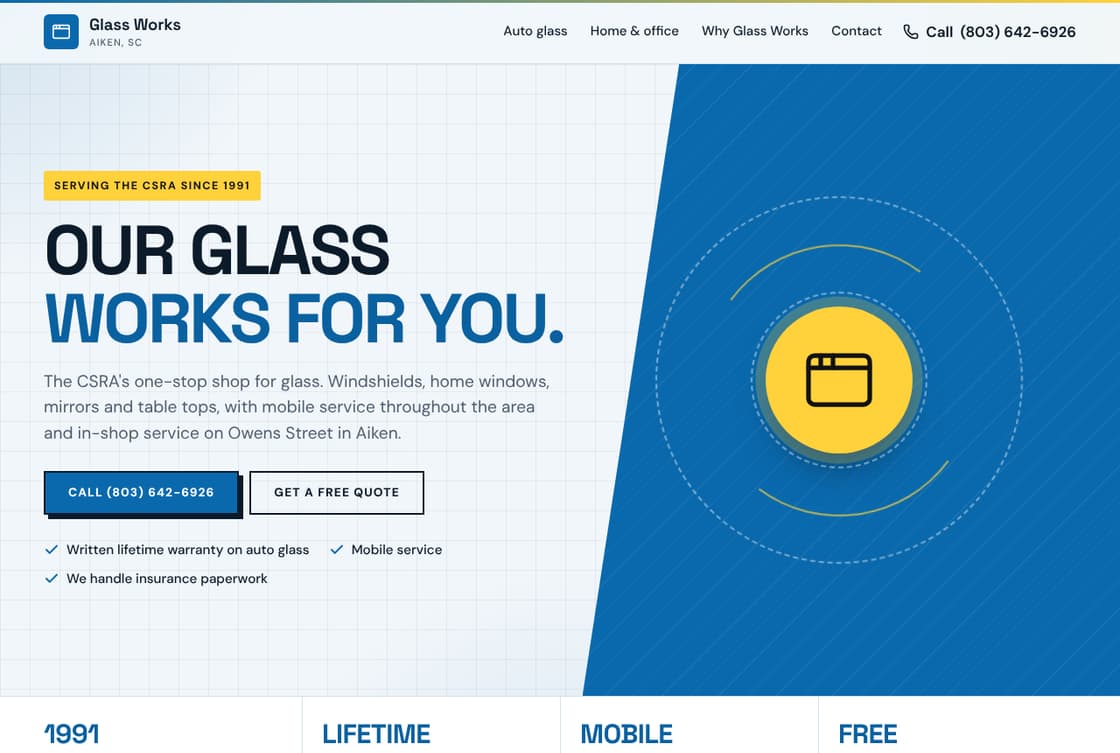 Glass Works
AIKEN, SC
Auto glass
Home & office
Why Glass Works
Contact
Call (803) 642-6926
SERVING THE CSRA SINCE 1991
OUR GLASS
WORKS FOR YOU.
The CSRA's one-stop shop for glass. Windshields, home windows,
mirrors and table tops, with mobile service throughout the area
and in-shop service on Owens Street in Aiken.
CALL (803) 642-6926
GET A FREE QUOTE
Written lifetime warranty on auto glass
Mobile service
We handle insurance paperwork
1991
LIFETIME
MOBILE
FREE